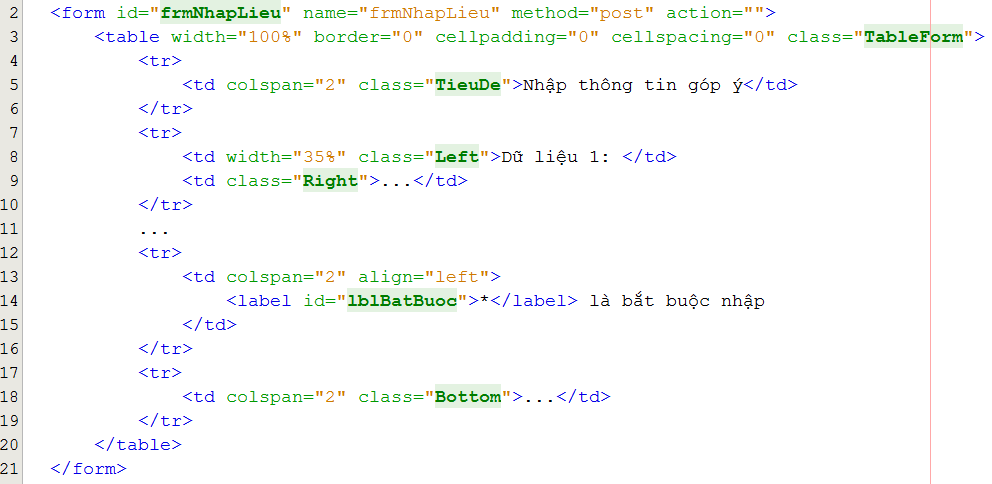 2 <form id="frmNhapLieu" name="frmNhapLieu" method="post" action="">
3 <table width="100%" border="0" cellpadding="0" cellspacing="0" class="TableForm">
4 <tr>
5 <td colspan="2" class="TieuDe">Nhập thông tin góp ý</td>
6 </tr>
7 <tr>
8 <td width="35%" class="Left">Dữ liệu 1: </td>
9 <td class="Right">...</td>
10 </tr>
11 ...
12 <tr>
13 <td colspan="2" align="left">
14 <label id="lblBatBuoc">*</label> là bắt buộc nhập
15 </td>
16 </tr>
17 <tr>
18 <td colspan="2" class="Bottom">...</td>
19 </tr>
20 </table>
21 </form>